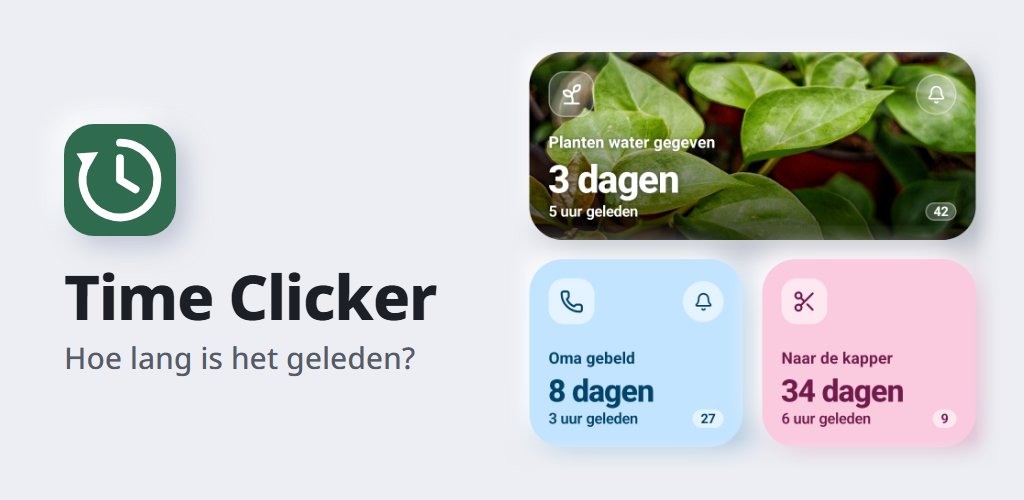 Time Clicker
Hoe lang is het geleden?
Planten water gegeven
3 dagen
5 uur geleden
42
Oma gebeld
8 dagen
3 uur geleden
27
Naar de kapper
34 dagen
6 uur geleden
9